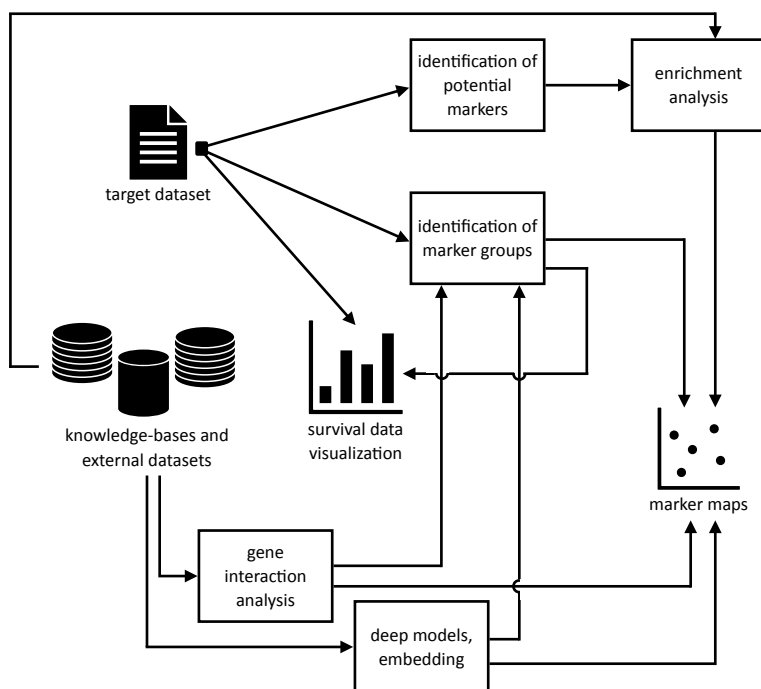 identification of
potential
markers
enrichment
analysis
target dataset
identification of
marker groups
knowledge-bases and
external datasets
survival data
visualization
marker maps
gene
interaction
analysis
deep models,
embedding